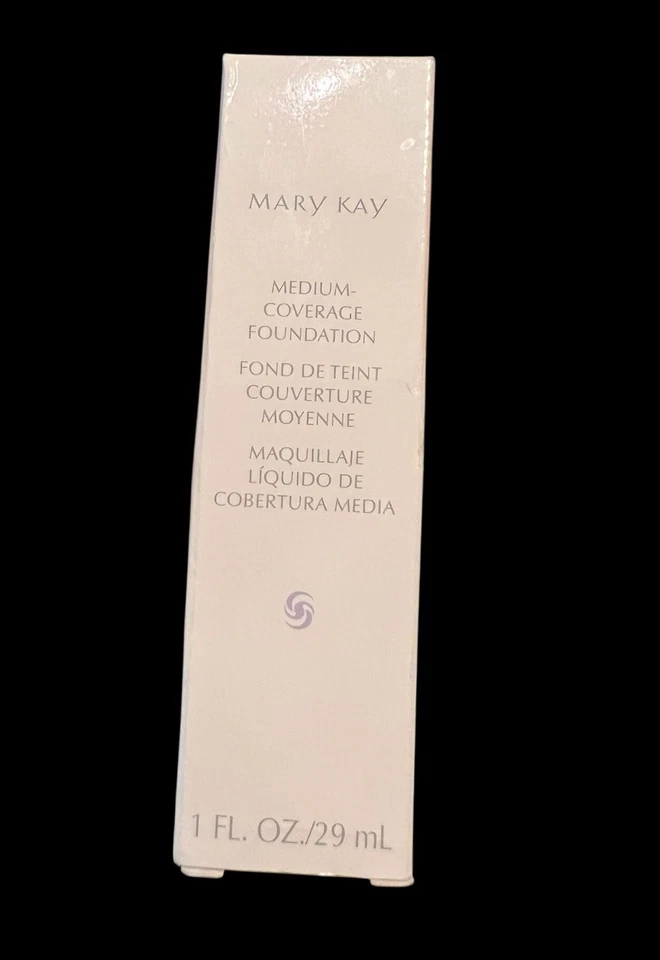 MARY KAY
MEDIUM-
COVERAGE
FOUNDATION
FOND DE TEINT
COUVERTURE
MOYENNE
MAQUILLAJE
LÍQUIDO DE
COBERTURA MEDIA
1 FL. OZ./29 mL